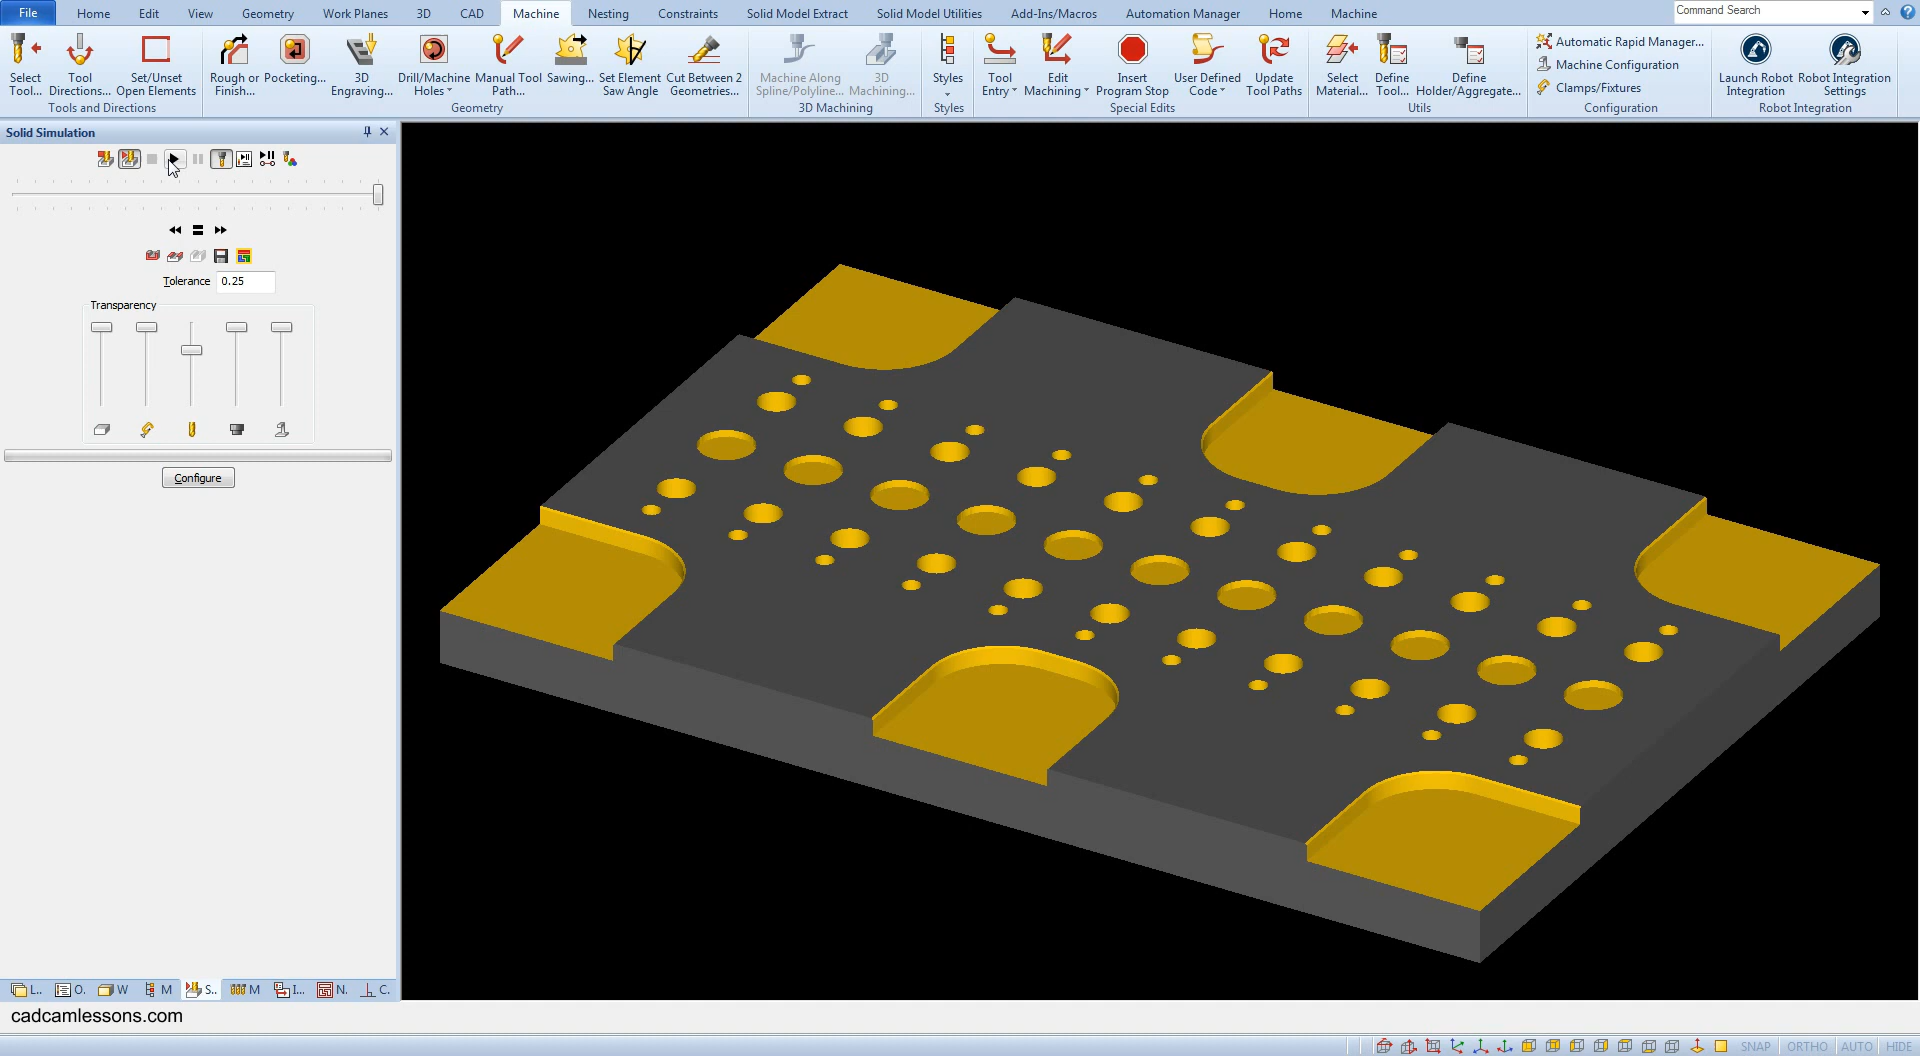 File Home Edit View Geometry Work Planes 3D CAD Machine Nesting Constraints Solid Model Extract Solid Model Utilities Add-Ins/Macros Automation Manager Home Machine Command Search
Select Tool...
Tool Directions...
Set/Unset Open Elements
Tools and Directions
Rough or Finish...
Pocketing...
3D Engraving...
Drill/Machine Holes
Manual Tool Path...
Sawing...
Set Element Saw Angle
Cut Between 2 Geometries...
Geometry
Machine Along Spline/Polyline...
3D Machining...
3D Machining
Styles
Styles
Tool Entry
Edit Machining
Insert Program Stop
User Defined Code
Update Tool Paths
Special Edits
Select Material...
Define Tool...
Define Holder/Aggregate...
Utils
Automatic Rapid Manager...
Machine Configuration
Clamps/Fixtures
Configuration
Launch Robot Integration
Robot Integration Settings
Robot Integration
Solid Simulation
Tolerance 0.25
Transparency
Configure
L.. O. W M S.. M I... N. C.
cadcamlessons.com
SNAP ORTHO AUTO HIDE